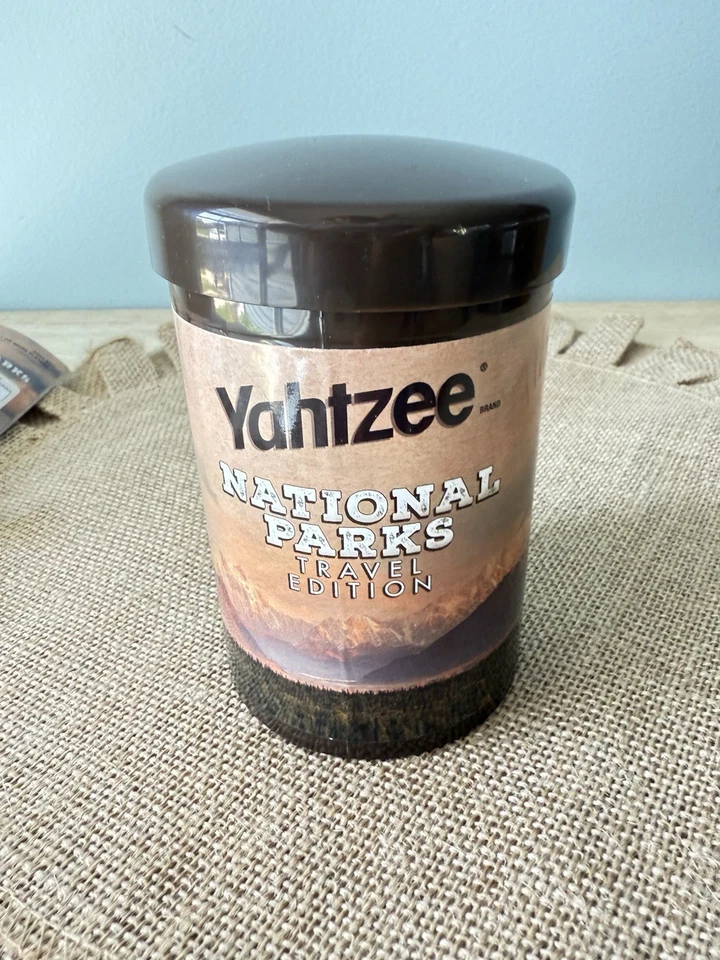 Yahtzee®
BRAND
NATIONAL
PARKS
TRAVEL
EDITION